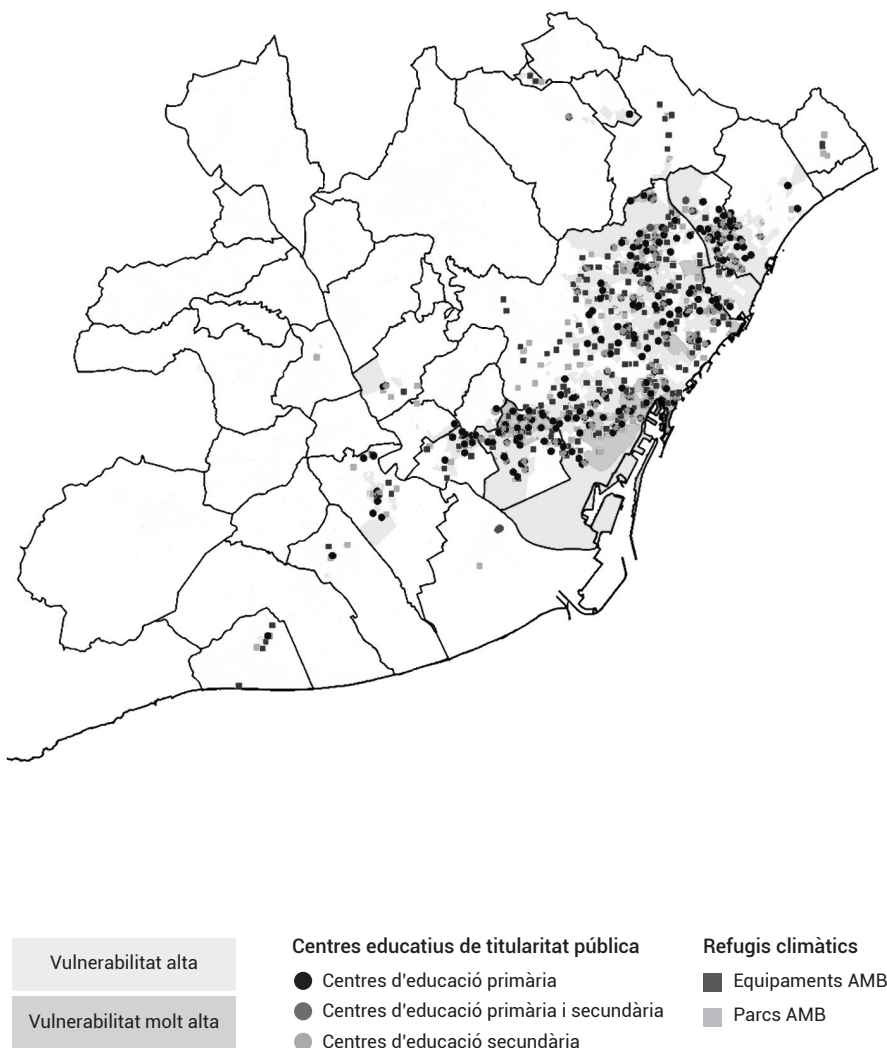 Vulnerabilitat alta
Vulnerabilitat molt alta
Centres educatius de titularitat pública
Centres d'educació primària
Centres d'educació primària i secundària
Centres d'educació secundària
Refugis climàtics
Equipaments AMB
Parcs AMB